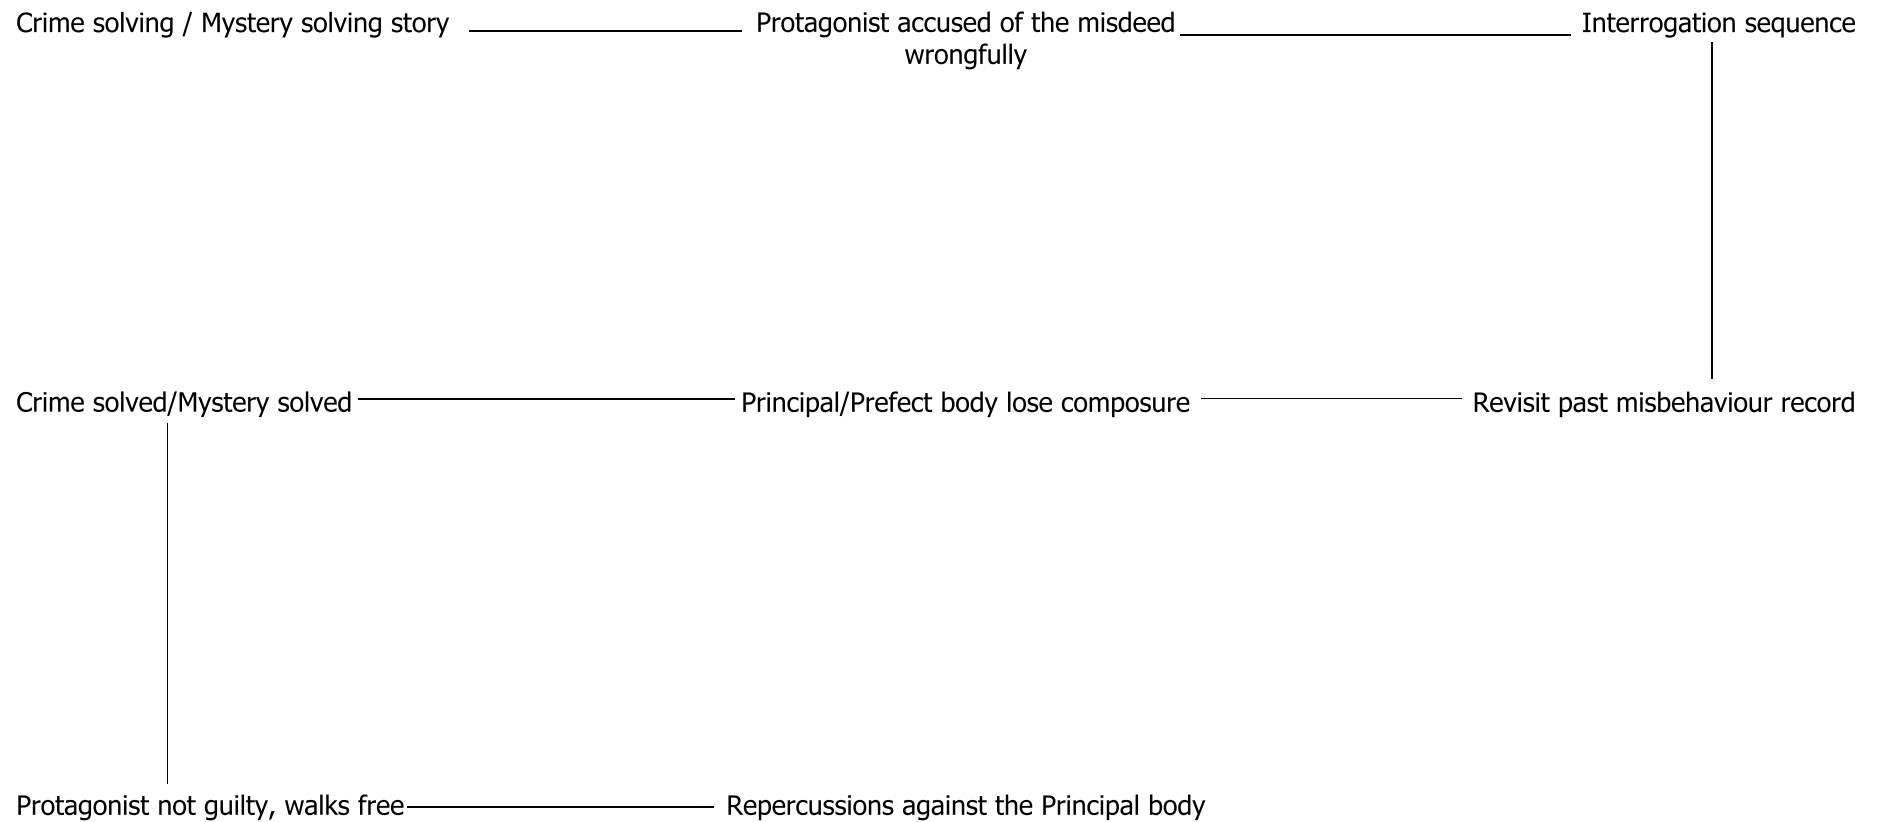 Crime solving / Mystery solving story
Protagonist accused of the misdeed
wrongfully
Interrogation sequence
Crime solved/Mystery solved
Principal/Prefect body lose composure
Revisit past misbehaviour record
Protagonist not guilty, walks free
Repercussions against the Principal body